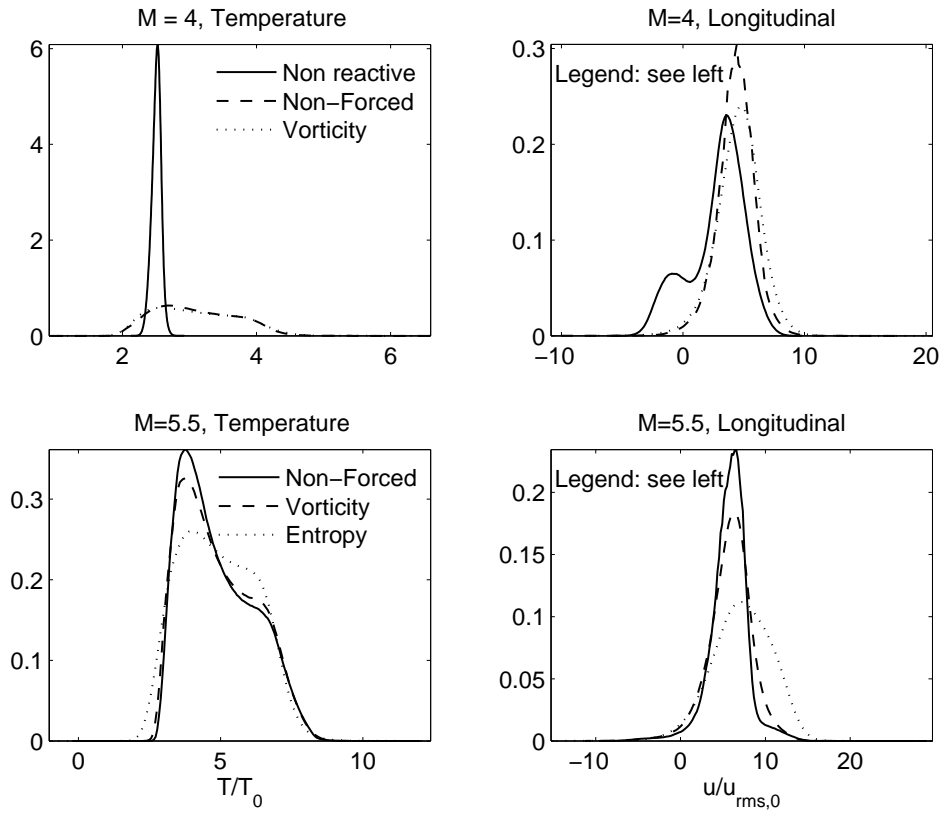 M = 4, Temperature
6
4
2
0
2
4
6
Non reactive
Non−Forced
Vorticity
M=4, Longitudinal
0.3
0.2
0.1
0
−10
0
10
20
Legend: see left
M=5.5, Temperature
0.3
0.2
0.1
0
0
5
10
T/T0
Non−Forced
Vorticity
Entropy
M=5.5, Longitudinal
0.2
0.15
0.1
0.05
0
−10
0
10
20
u/urms,0
Legend: see left